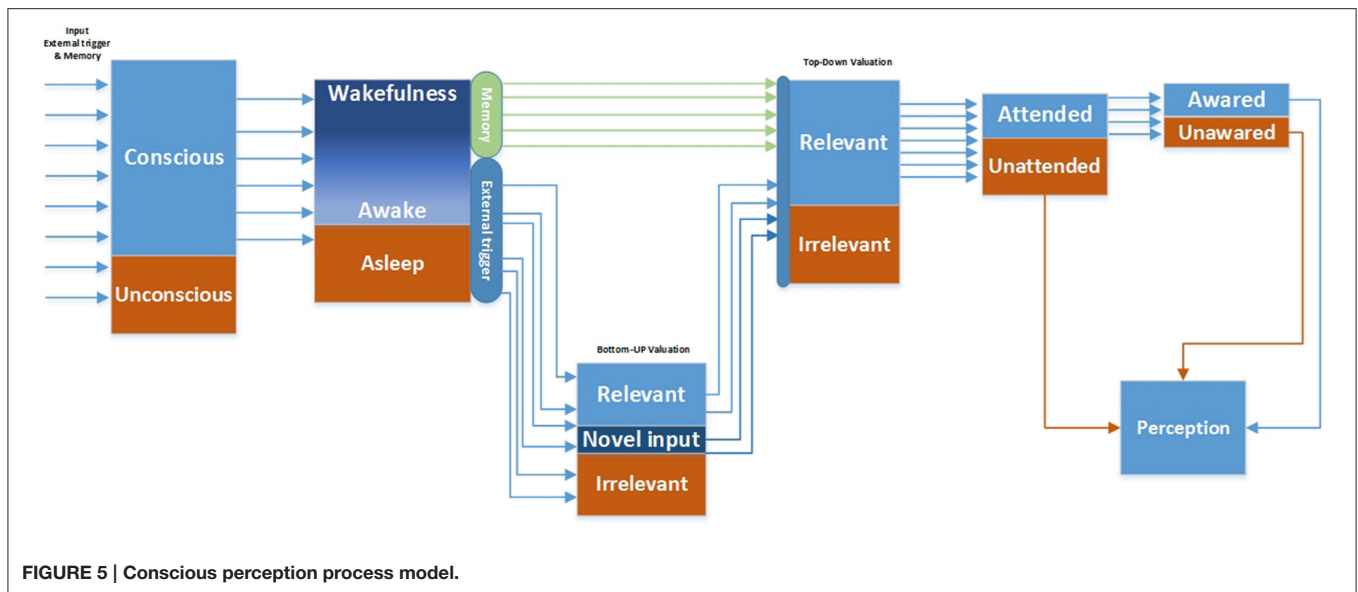 Input
External trigger
& Memory
Conscious
Unconscious
Wakefulness
Awake
Asleep
Memory
External trigger
Bottom-UP Valuation
Relevant
Novel input
Irrelevant
Top-Down Valuation
Relevant
Irrelevant
Attended
Unattended
Awared
Unawared
Perception
FIGURE 5 | Conscious perception process model.